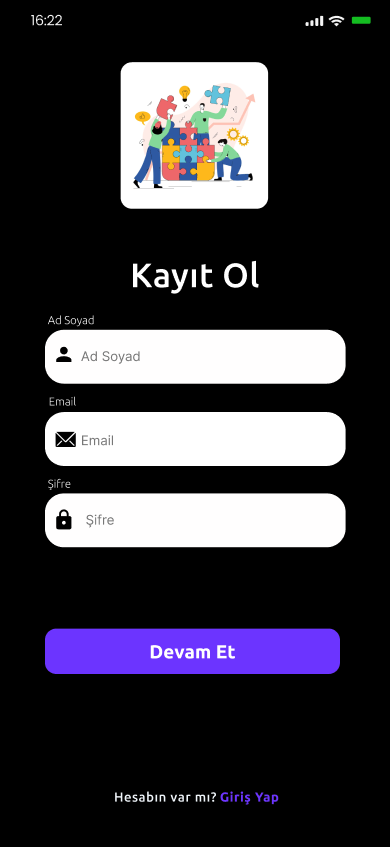 16:22
Kayıt Ol
Ad Soyad
Ad Soyad
Email
Email
Şifre
Şifre
Devam Et
Hesabın var mı? Giriş Yap